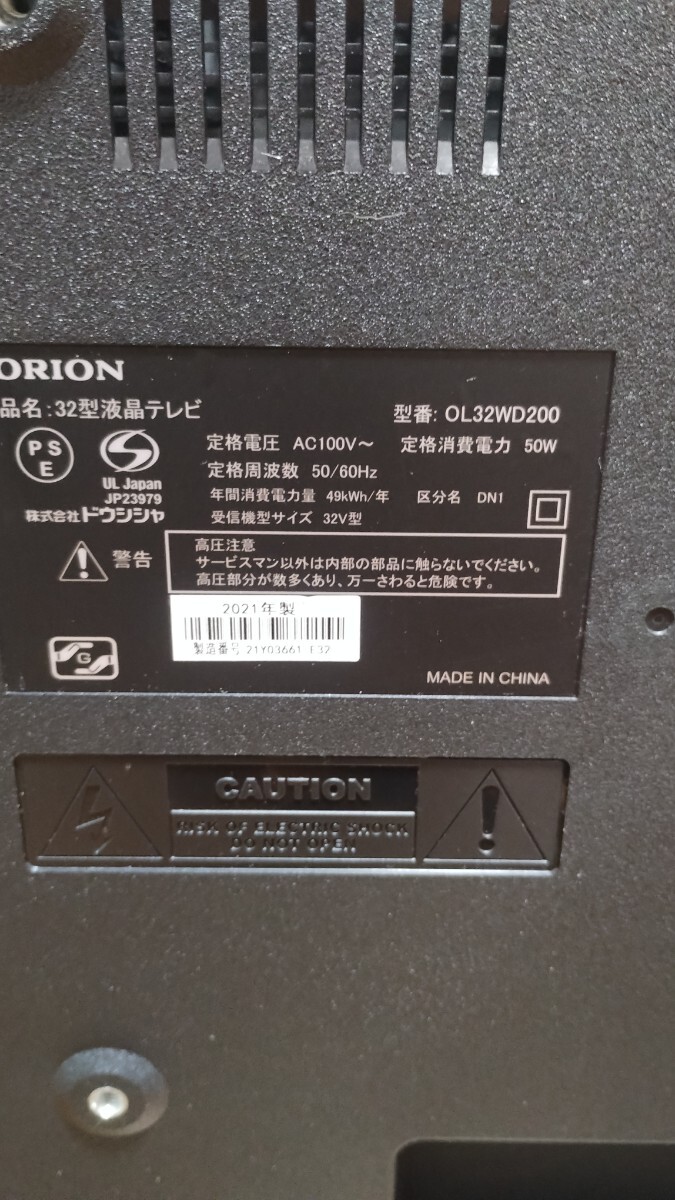 ORION
品名:32型液晶テレビ
型番: OL32WD200
PS
E
UL Japan
JP23979
株式会社ドウシシャ
定格電圧 AC100V～ 定格消費電力 50W
定格周波数 50/60Hz
年間消費電力量 49kWh/年 区分名 DN1
受信機型サイズ 32V型
警告
高圧注意
サービスマン以外は内部の部品に触らないでください。
高圧部分が数多くあり、万一さわると危険です。
2021年製
製造番号 21Y03661 F32
G
MADE IN CHINA
CAUTION
RISK OF ELECTRIC SHOCK
DO NOT OPEN